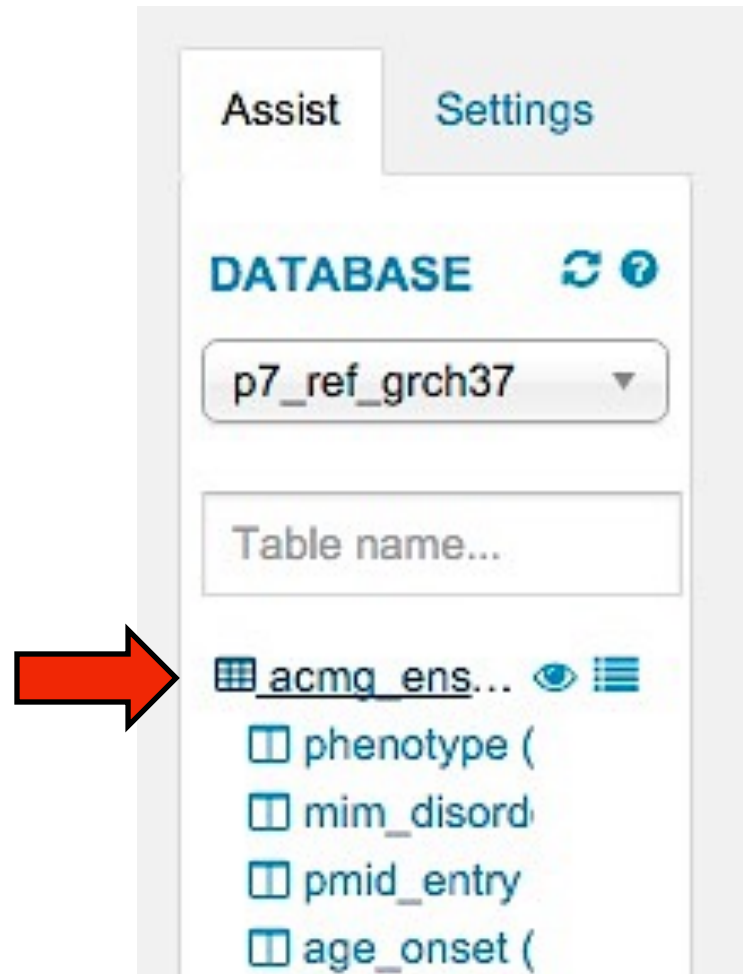 Assist Settings
DATABASE
p7_ref_grch37
Table name...
acmg_ens...
phenotype (
mim_disord
pmid_entry
age_onset (